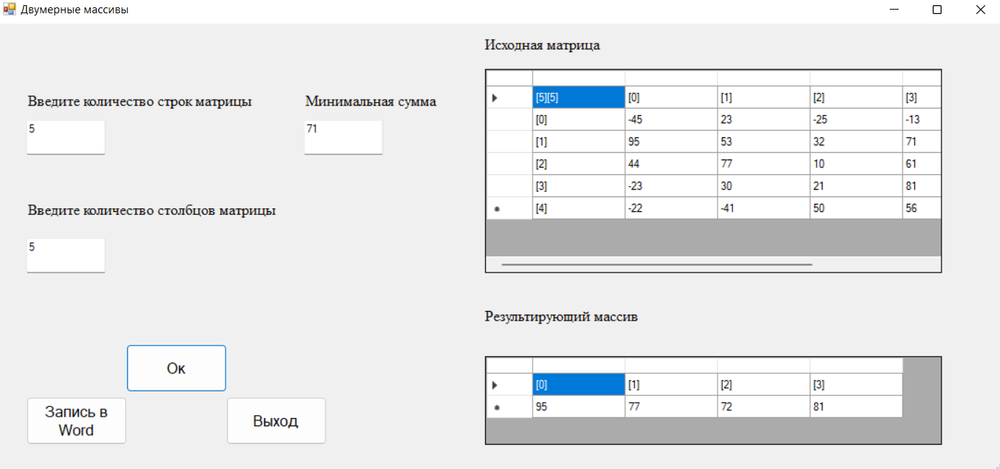 Двумерные массивы
Исходная матрица
Введите количество строк матрицы
Минимальная сумма
5
71
[5][5] [0] [1] [2] [3]
[0] -45 23 -25 -13
[1] 95 53 32 71
[2] 44 77 10 61
[3] -23 30 21 81
[4] -22 -41 50 56
Введите количество столбцов матрицы
5
Результирующий массив
[0] [1] [2] [3]
95 77 72 81
Ок
Запись в
Word
Выход